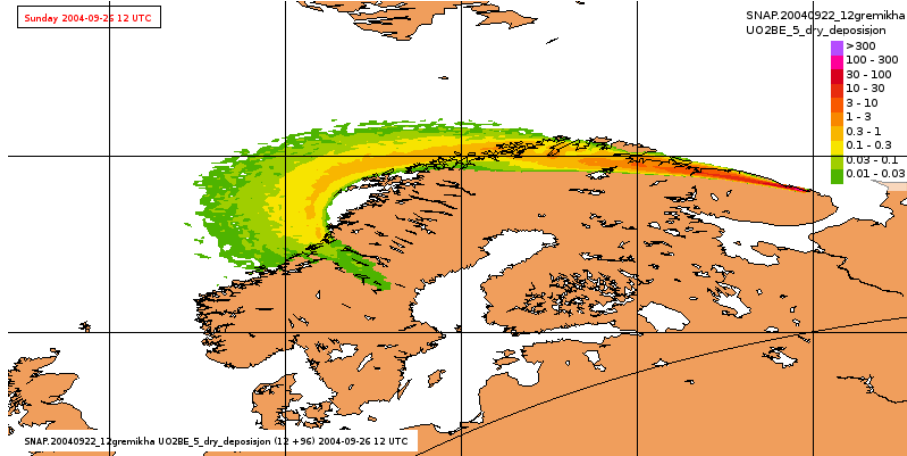 Sunday 2004-09-26 12 UTC
SNAP.20040922_12gremikha
UO2BE_5_dry_deposisjon
>300
100 - 300
30 - 100
10 - 30
3 - 10
1 - 3
0.3 - 1
0.1 - 0.3
0.03 - 0.1
0.01 - 0.03
SNAP.20040922_12gremikha UO2BE_5_dry_deposisjon (12 +96) 2004-09-26 12 UTC